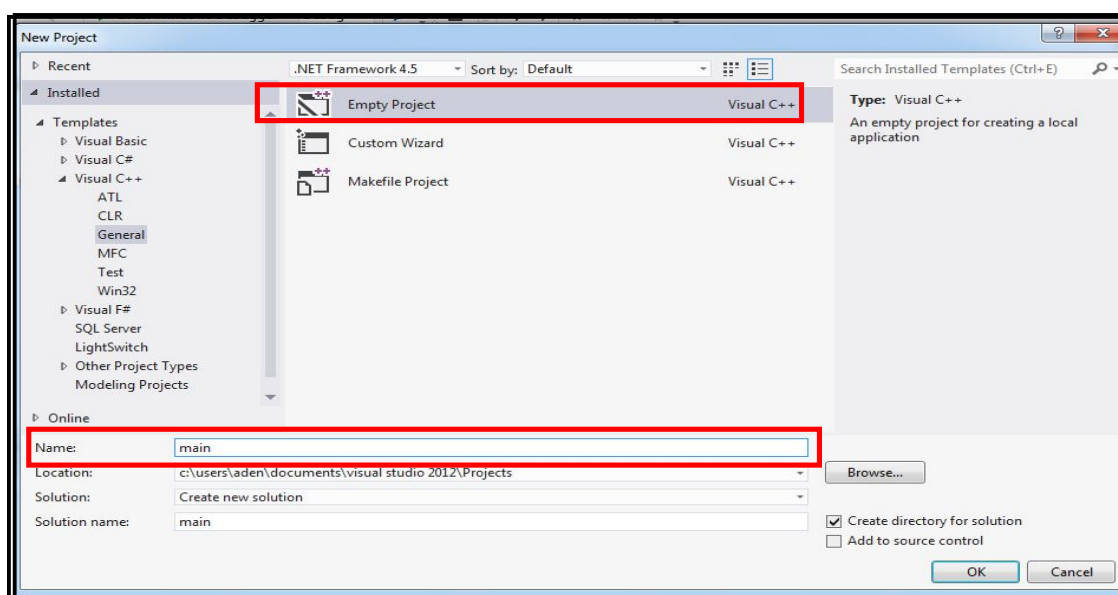 New Project
Recent
.NET Framework 4.5
Sort by: Default
Search Installed Templates (Ctrl+E)
Installed
Templates
Visual Basic
Visual C#
Visual C++
ATL
CLR
General
MFC
Test
Win32
Visual F#
SQL Server
LightSwitch
Other Project Types
Modeling Projects
Online
Empty Project Visual C++
Custom Wizard Visual C++
Makefile Project Visual C++
Type: Visual C++
An empty project for creating a local
application
Name: main
Location: c:\users\aden\documents\visual studio 2012\Projects
Browse...
Solution: Create new solution
Solution name: main
Create directory for solution
Add to source control
OK Cancel